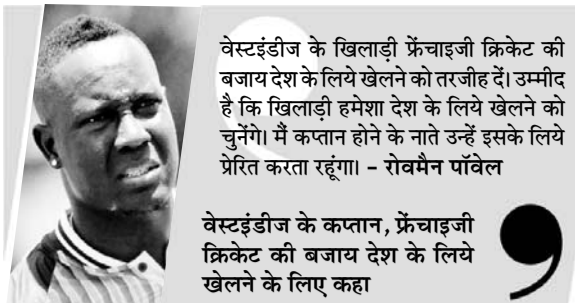 वेस्टइंडीज के खिलाड़ी फ्रेंचाइजी क्रिकेट की
बजाय देश के लिये खेलने को तरजीह दें। उम्मीद
है कि खिलाड़ी हमेशा देश के लिये खेलने को
चुनेंगे। मैं कप्तान होने के नाते उन्हें इसके लिये
प्रेरित करता रहूंगा। – रोवमैन पॉवेल
वेस्टइंडीज के कप्तान, फ्रेंचाइजी
क्रिकेट की बजाय देश के लिये
खेलने के लिए कहा